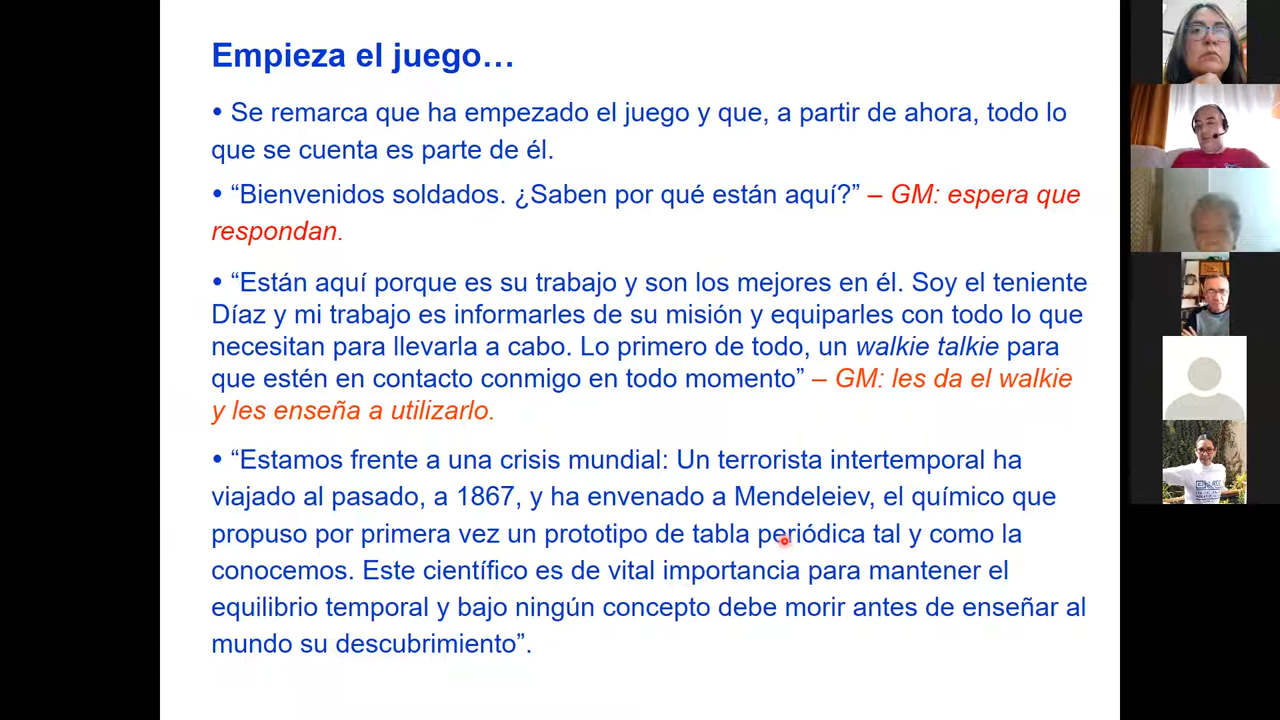 Empieza el juego…
• Se remarca que ha empezado el juego y que, a partir de ahora, todo lo
que se cuenta es parte de él.
• “Bienvenidos soldados. ¿Saben por qué están aquí?” – GM: espera que
respondan.
• “Están aquí porque es su trabajo y son los mejores en él. Soy el teniente
Díaz y mi trabajo es informarles de su misión y equiparles con todo lo que
necesitan para llevarla a cabo. Lo primero de todo, un walkie talkie para
que estén en contacto conmigo en todo momento” – GM: les da el walkie
y les enseña a utilizarlo.
• “Estamos frente a una crisis mundial: Un terrorista intertemporal ha
viajado al pasado, a 1867, y ha envenado a Mendeleiev, el químico que
propuso por primera vez un prototipo de tabla periódica tal y como la
conocemos. Este científico es de vital importancia para mantener el
equilibrio temporal y bajo ningún concepto debe morir antes de enseñar al
mundo su descubrimiento”.